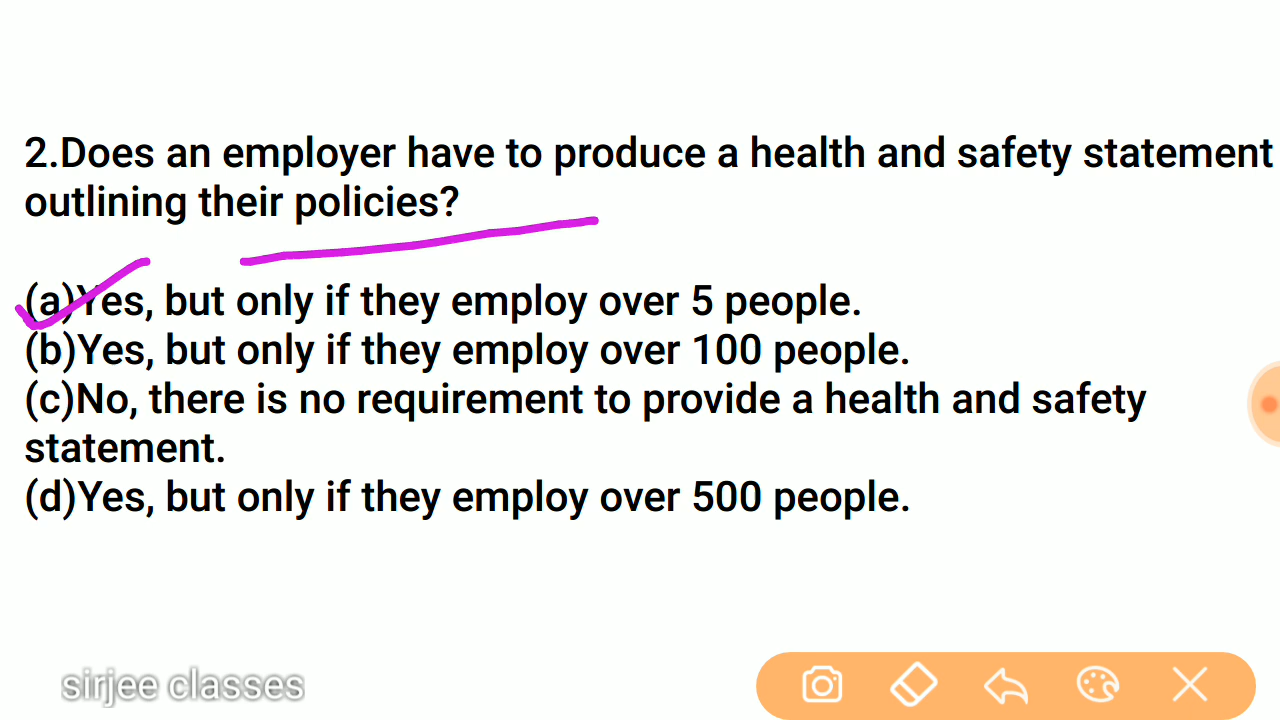 2.Does an employer have to produce a health and safety statement
outlining their policies?
(a)Yes, but only if they employ over 5 people.
(b)Yes, but only if they employ over 100 people.
(c)No, there is no requirement to provide a health and safety
statement.
(d)Yes, but only if they employ over 500 people.
sirjee classes